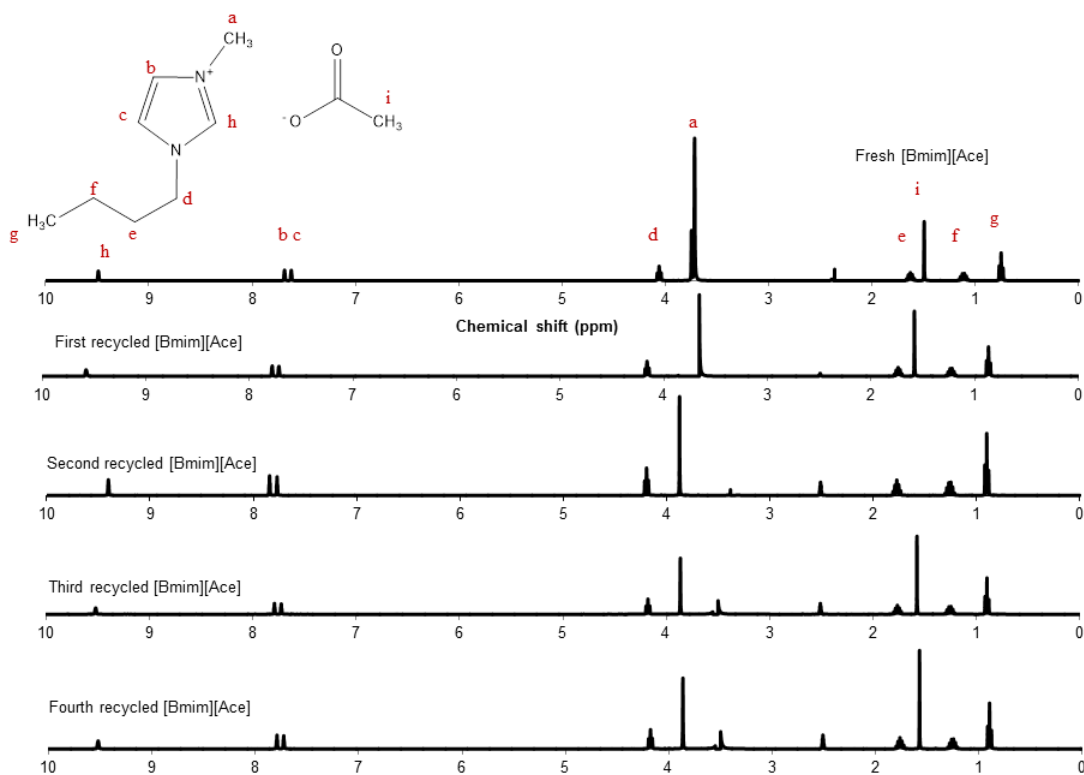 a
CH3
b
N+
c
h
N
O
-O
i
CH3
f
d
H3C
e
g
a
Fresh [Bmim][Ace]
i
h
b c
d
e
f
g
10 9 8 7 6 5 4 3 2 1 0
Chemical shift (ppm)
First recycled [Bmim][Ace]
10 9 8 7 6 5 4 3 2 1 0
Second recycled [Bmim][Ace]
10 9 8 7 6 5 4 3 2 1 0
Third recycled [Bmim][Ace]
10 9 8 7 6 5 4 3 2 1 0
Fourth recycled [Bmim][Ace]
10 9 8 7 6 5 4 3 2 1 0